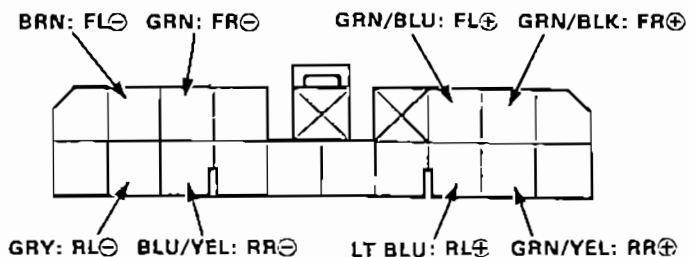 BRN: FL⊖ GRN: FR⊖ GRN/BLU: FL⊕ GRN/BLK: FR⊕
GRY: RL⊖ BLU/YEL: RR⊖ LT BLU: RL⊕ GRN/YEL: RR⊕